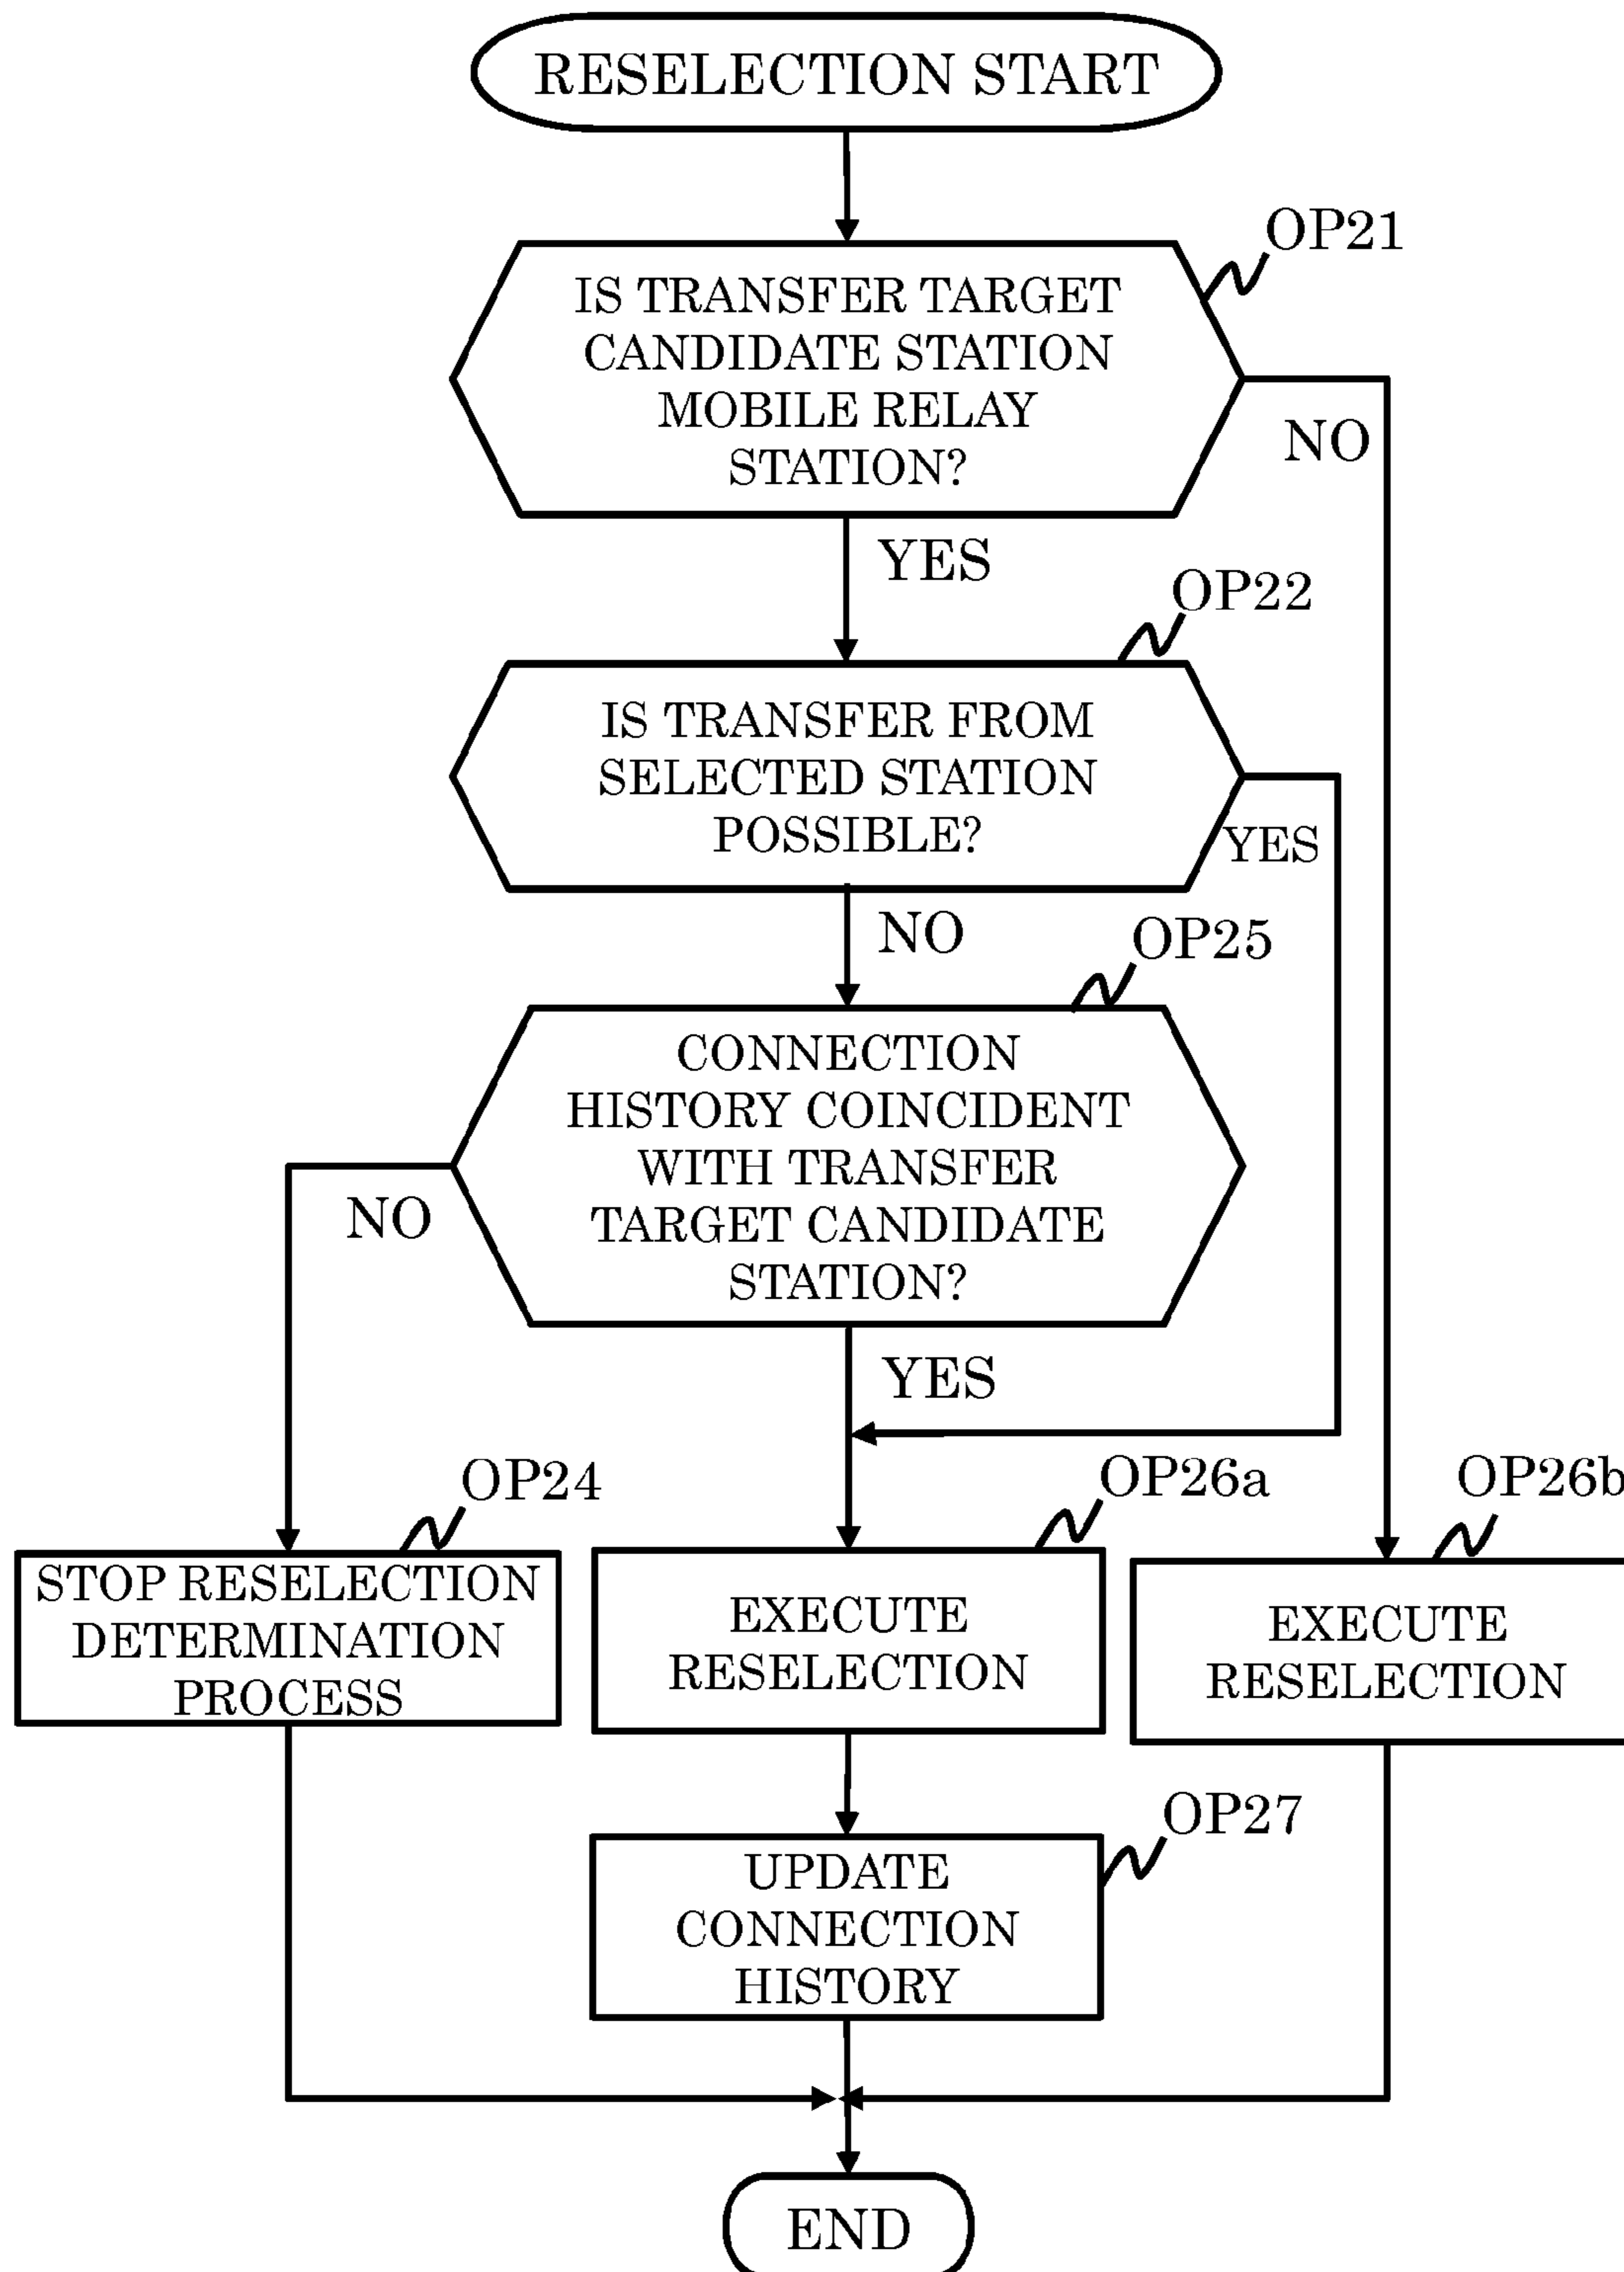 RESELECTION START
OP21
IS TRANSFER TARGET
CANDIDATE STATION
MOBILE RELAY
STATION?
NO
YES
OP22
IS TRANSFER FROM
SELECTED STATION
POSSIBLE?
YES
NO
OP25
CONNECTION
HISTORY COINCIDENT
WITH TRANSFER
TARGET CANDIDATE
STATION?
NO
YES
OP24
OP26a
OP26b
STOP RESELECTION
DETERMINATION
PROCESS
EXECUTE
RESELECTION
EXECUTE
RESELECTION
OP27
UPDATE
CONNECTION
HISTORY
END